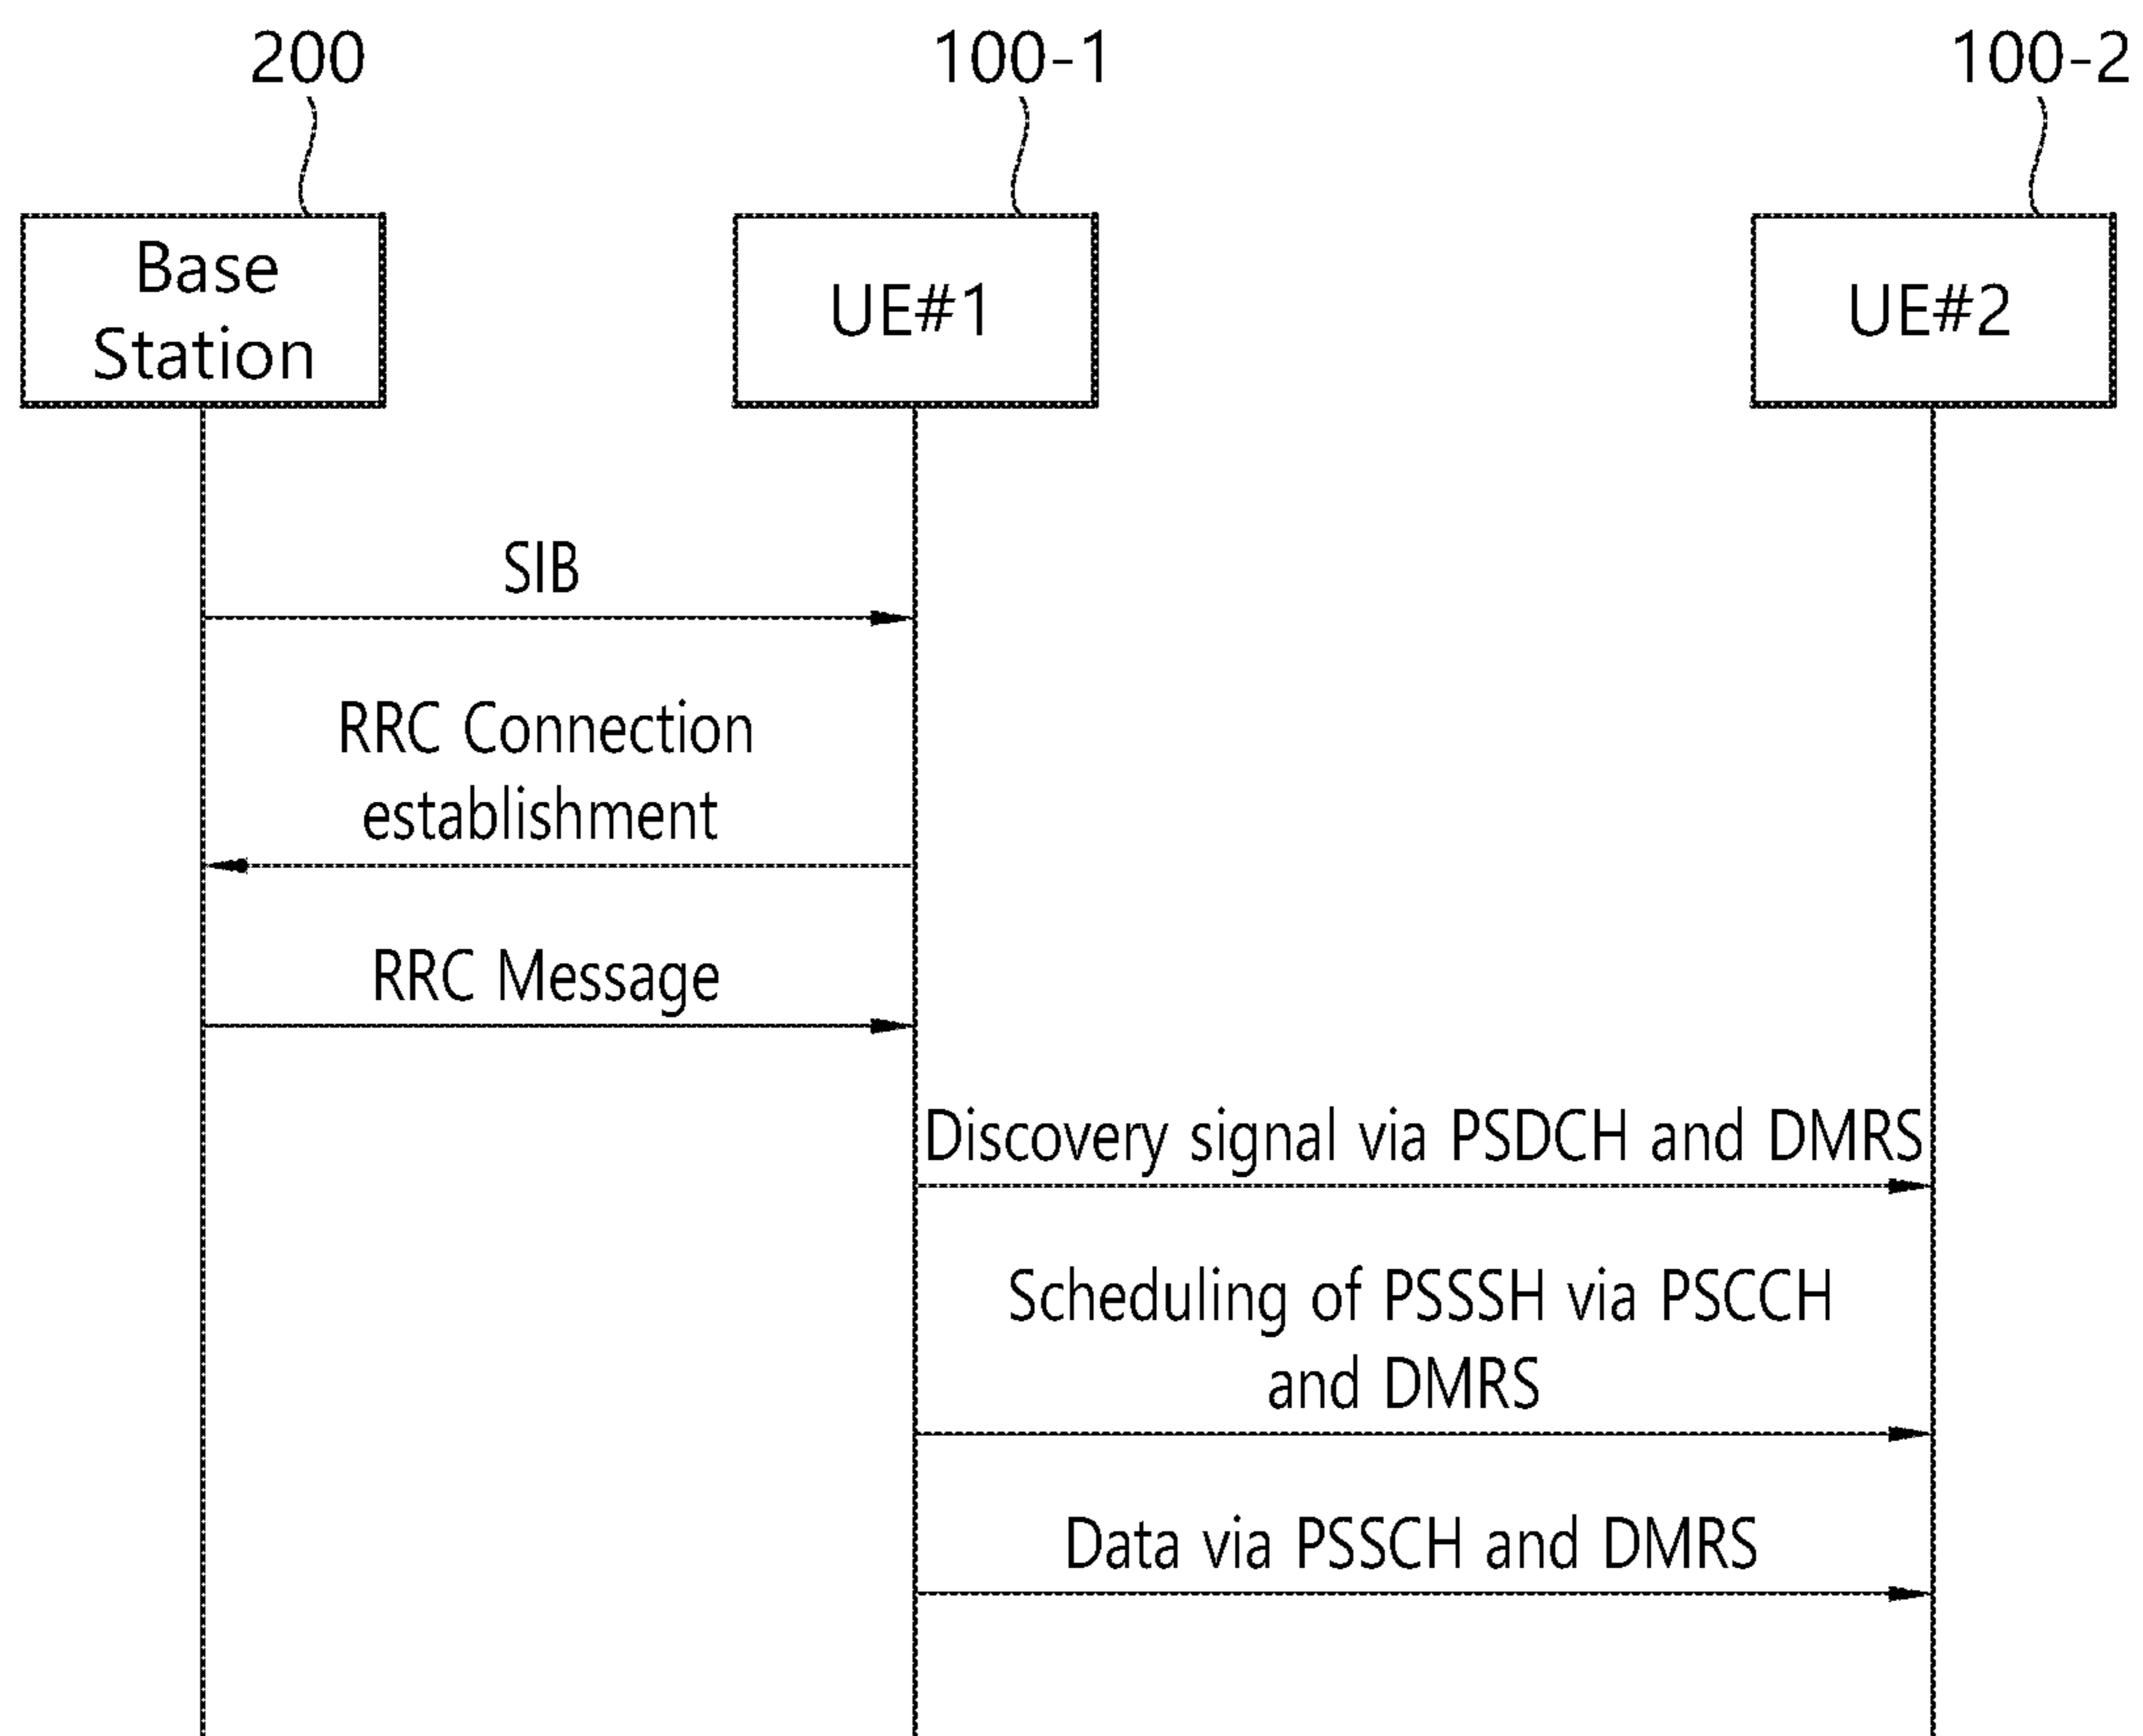 200
100-1
100-2
Base
Station
UE#1
UE#2
SIB
RRC Connection
establishment
RRC Message
Discovery signal via PSDCH and DMRS
Scheduling of PSSSH via PSCCH
and DMRS
Data via PSSCH and DMRS